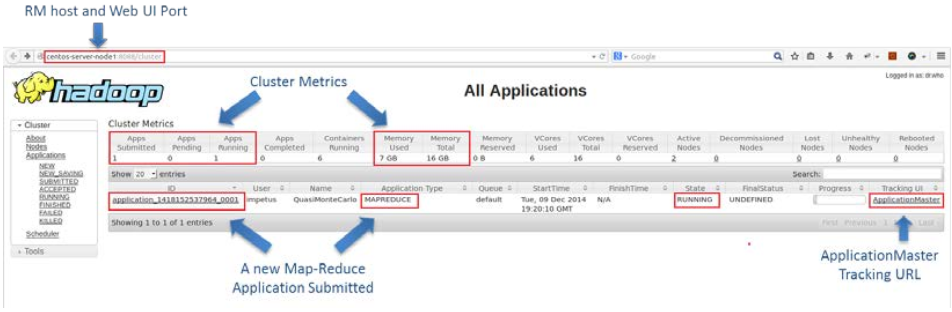 RM host and Web UI Port
centos-server-node1:8088/cluster
Google
hadoop
Cluster Metrics
All Applications
Logged in as: dr.who
Cluster
About
Nodes
Applications
NEW
NEW_SAVING
SUBMITTED
ACCEPTED
RUNNING
FINISHED
FAILED
KILLED
Scheduler
Tools
Cluster Metrics
Apps Submitted Apps Pending Apps Running Apps Completed Containers Running Memory Used Memory Total Memory Reserved VCores Used VCores Total VCores Reserved Active Nodes Decommissioned Nodes Lost Nodes Unhealthy Nodes Rebooted Nodes
1 0 1 0 6 7 GB 16 GB 0 B 6 16 0 2 0 0 0 0
Show 20 entries Search:
ID User Name Application Type Queue StartTime FinishTime State FinalStatus Progress Tracking UI
application_1418152537964_0001 impetus QuasiMonteCarlo MAPREDUCE default Tue, 09 Dec 2014 N/A RUNNING UNDEFINED ApplicationMaster
19:20:10 GMT
Showing 1 to 1 of 1 entries First Previous 1 Last
A new Map-Reduce
Application Submitted
ApplicationMaster
Tracking URL